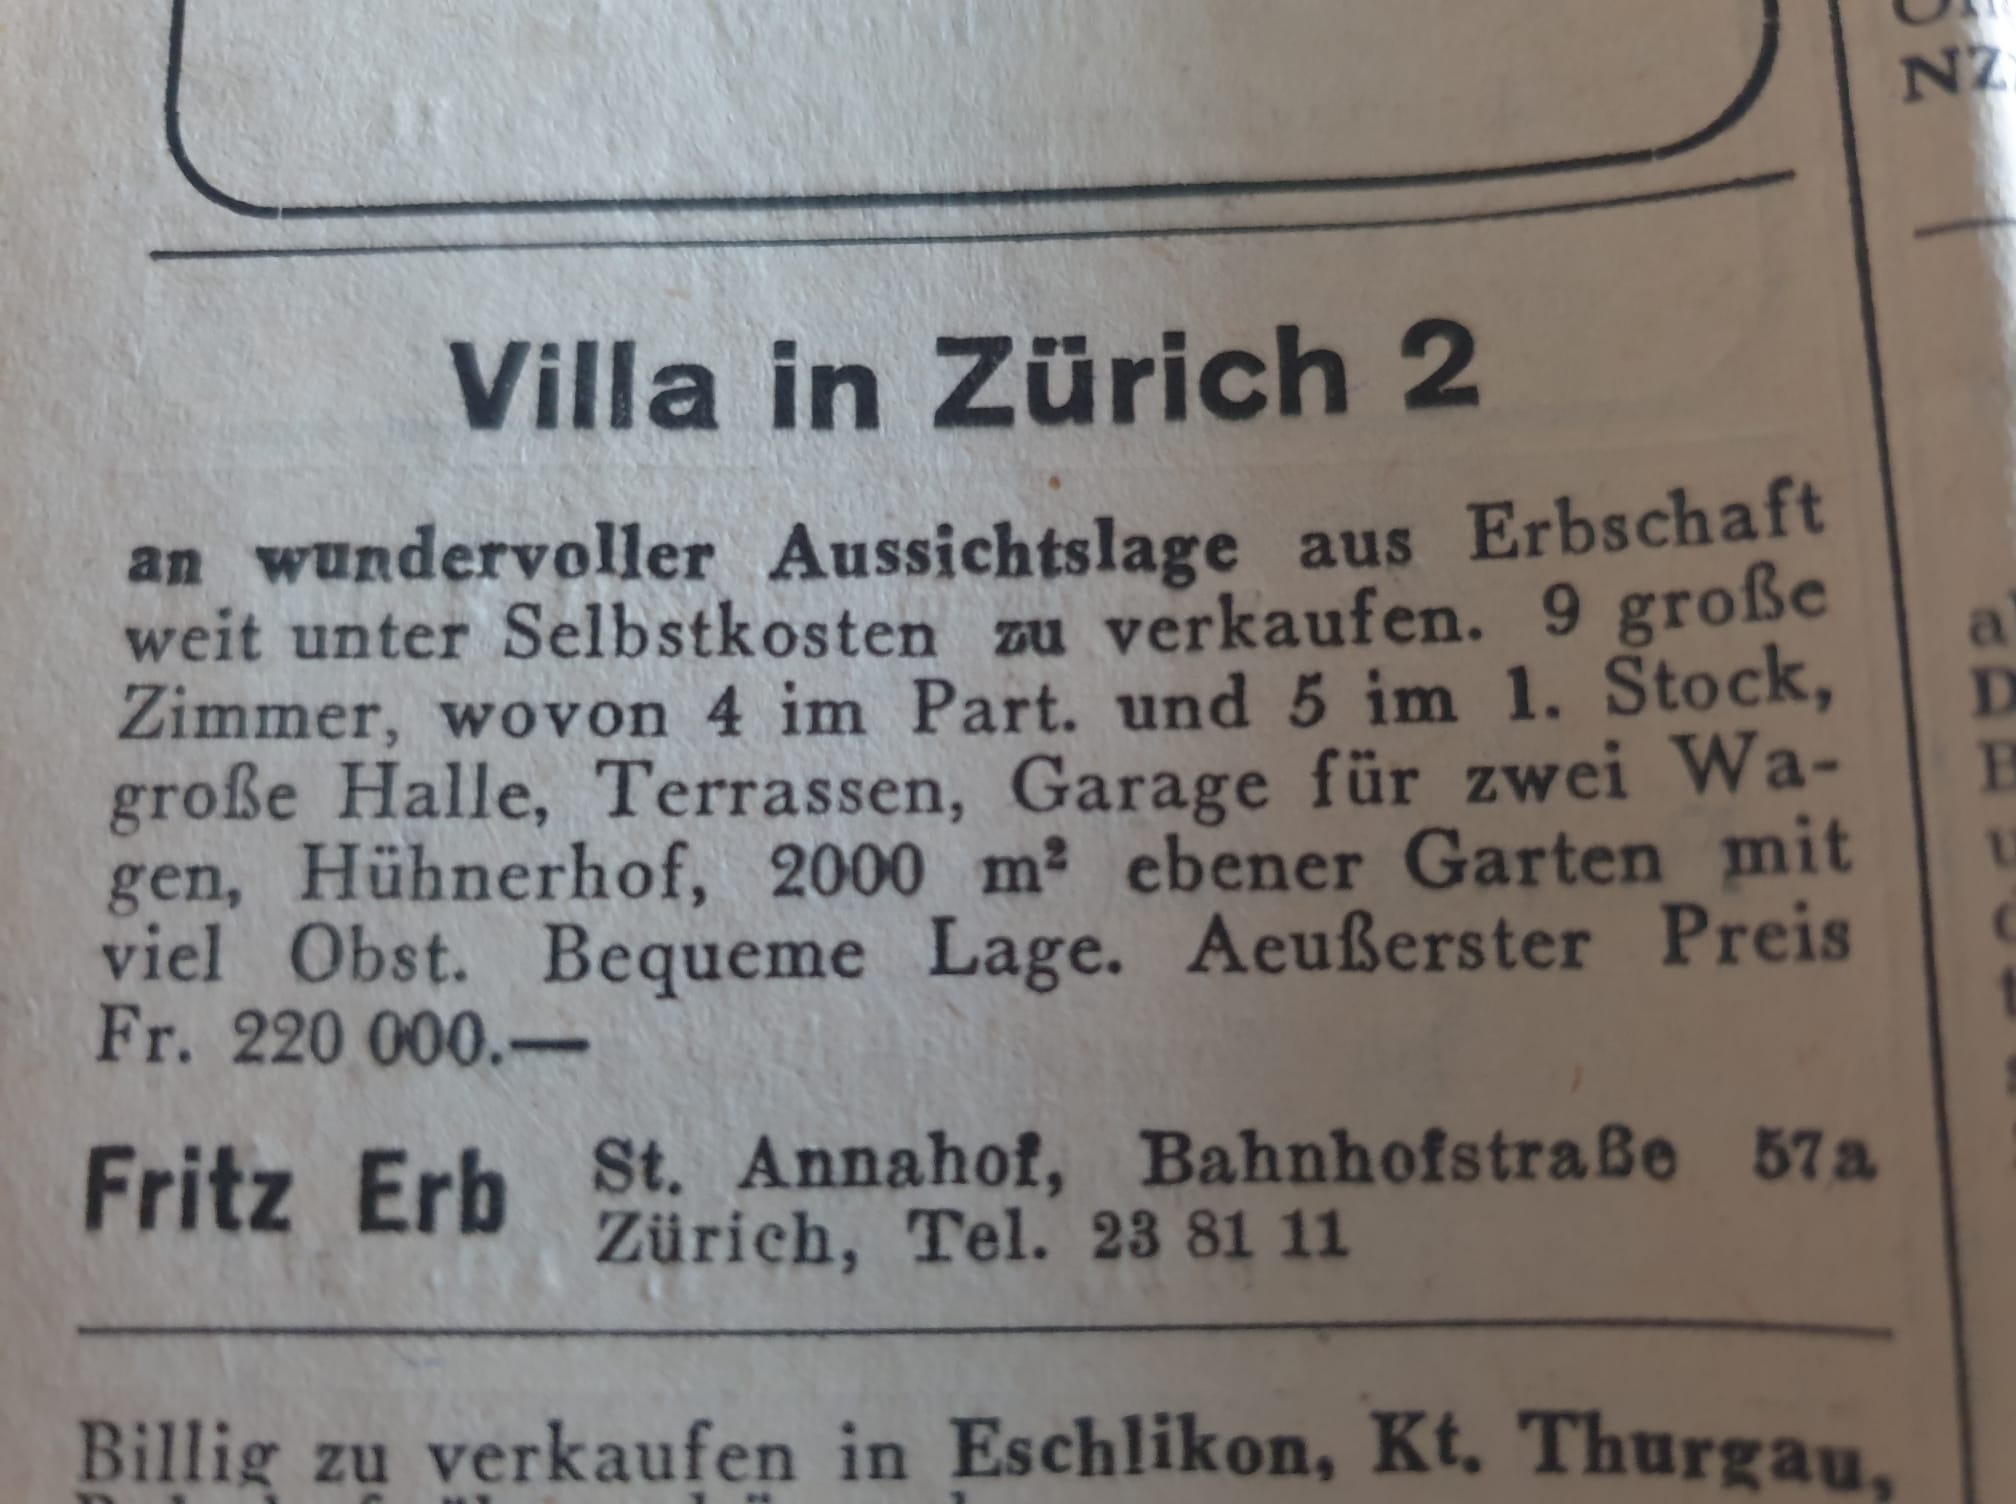 NZ
Villa in Zürich 2
an wundervoller Aussichtslage aus Erbschaft
weit unter Selbstkosten zu verkaufen. 9 große
Zimmer, wovon 4 im Part. und 5 im 1. Stock,
große Halle, Terrassen, Garage für zwei Wa-
gen, Hühnerhof, 2000 m² ebener Garten mit
viel Obst. Bequeme Lage. Aeußerster Preis
Fr. 220 000.—
Fritz Erb St. Annahof, Bahnhofstraße 57a
Zürich, Tel. 23 81 11
Billig zu verkaufen in Eschlikon, Kt. Thurgau,